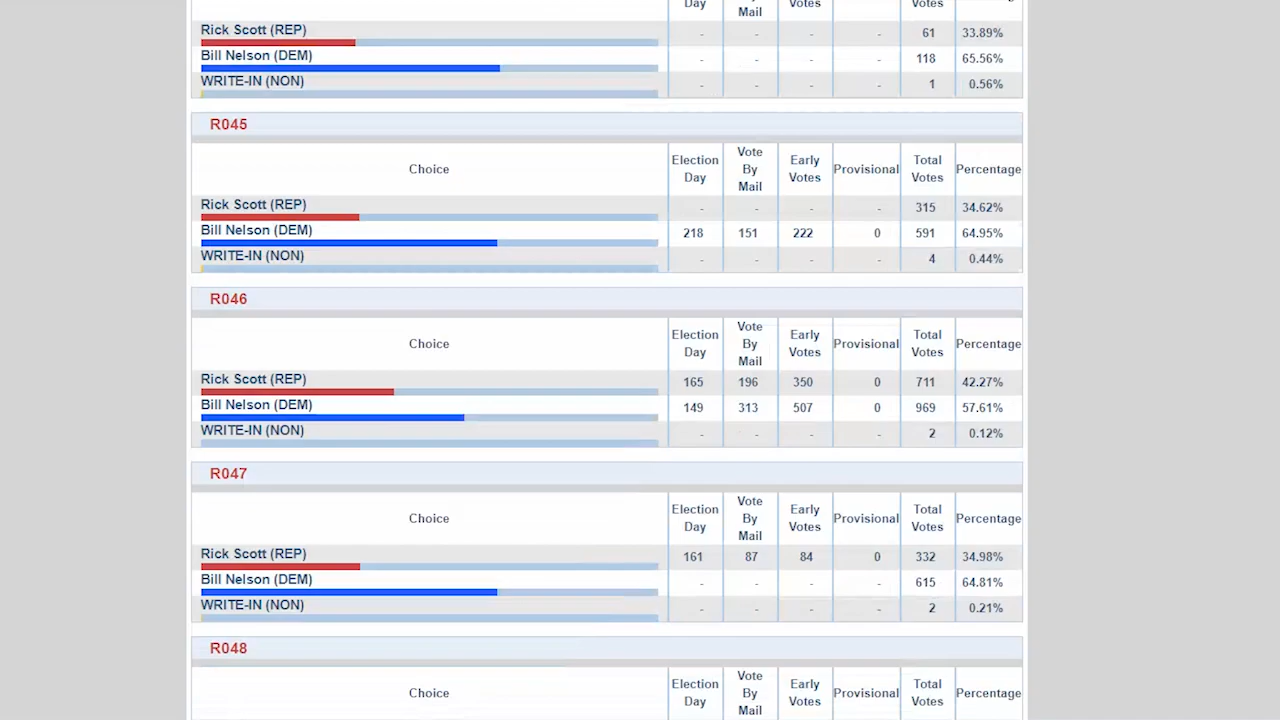 Day Mail Votes Votes
Rick Scott (REP) - - - - 61 33.89%
Bill Nelson (DEM) - - - - 118 65.56%
WRITE-IN (NON) - - - - 1 0.56%
R045
Choice Election Day Vote By Mail Early Votes Provisional Total Votes Percentage
Rick Scott (REP) - - - - 315 34.62%
Bill Nelson (DEM) 218 151 222 0 591 64.95%
WRITE-IN (NON) - - - - 4 0.44%
R046
Choice Election Day Vote By Mail Early Votes Provisional Total Votes Percentage
Rick Scott (REP) 165 196 350 0 711 42.27%
Bill Nelson (DEM) 149 313 507 0 969 57.61%
WRITE-IN (NON) - - - - 2 0.12%
R047
Choice Election Day Vote By Mail Early Votes Provisional Total Votes Percentage
Rick Scott (REP) 161 87 84 0 332 34.98%
Bill Nelson (DEM) - - - - 615 64.81%
WRITE-IN (NON) - - - - 2 0.21%
R048
Choice Election Day Vote By Mail Early Votes Provisional Total Votes Percentage